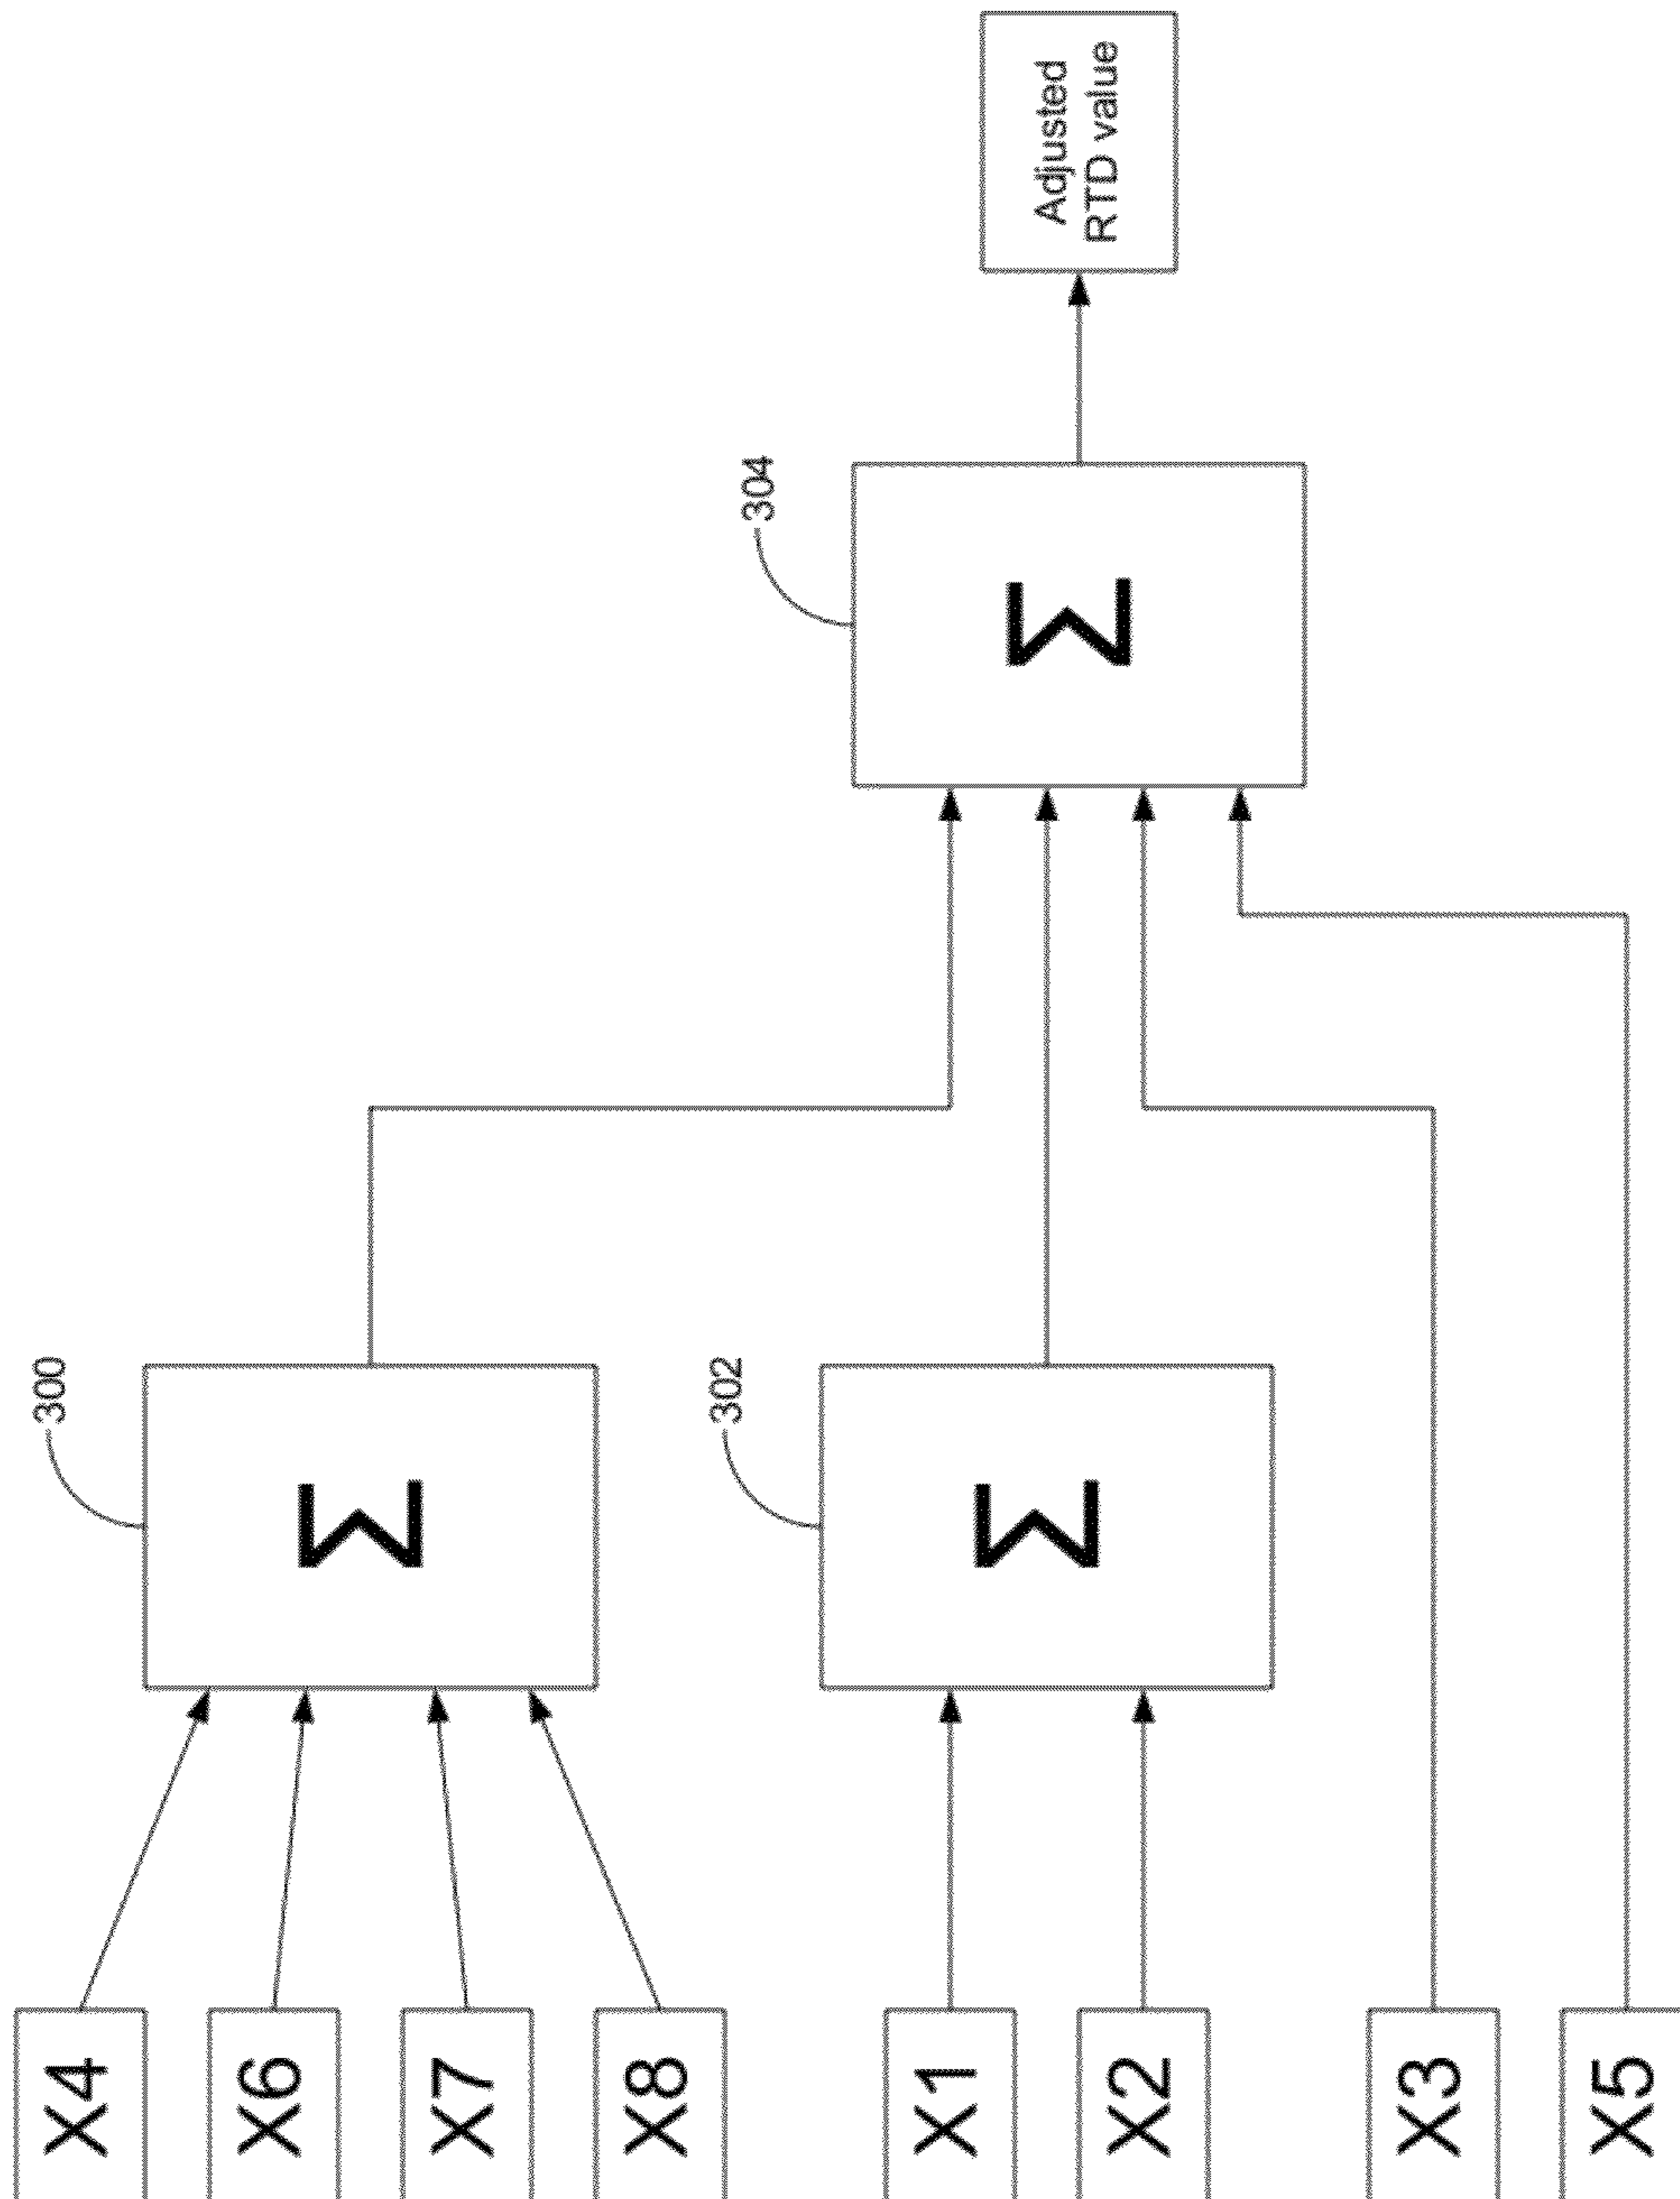 X4
X6
X7
X8
X1
X2
X3
X5
300
Σ
302
Σ
304
Σ
Adjusted
RTD value